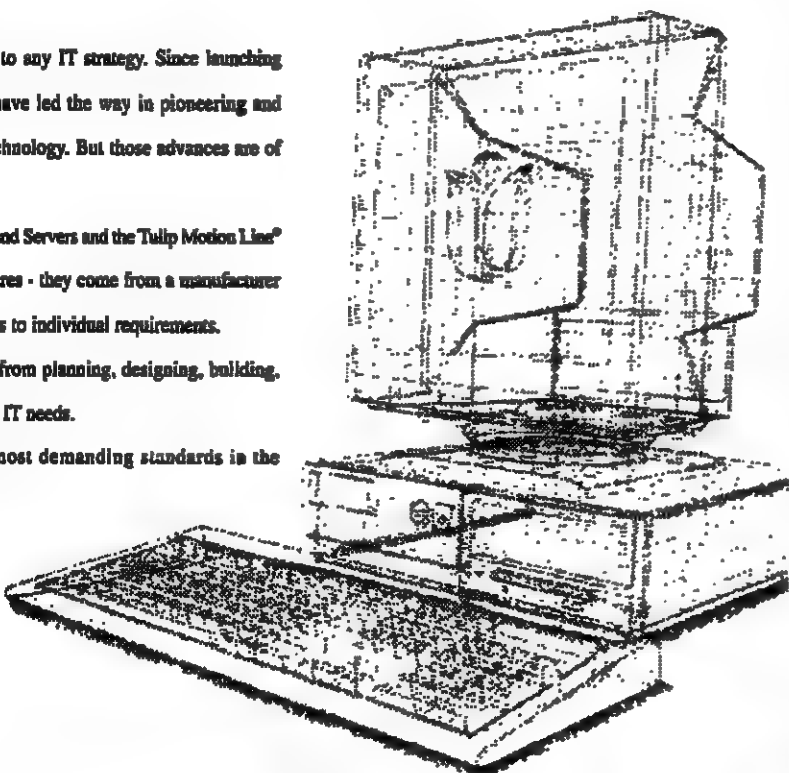 to any IT strategy. Since launching
have led the way in pioneering and
chnology. But those advances are of
nd Servers and the Tulip Motion Line®
res - they come from a manufacturer
s to individual requirements.
from planning, designing, building,
IT needs.
most demanding standards in the